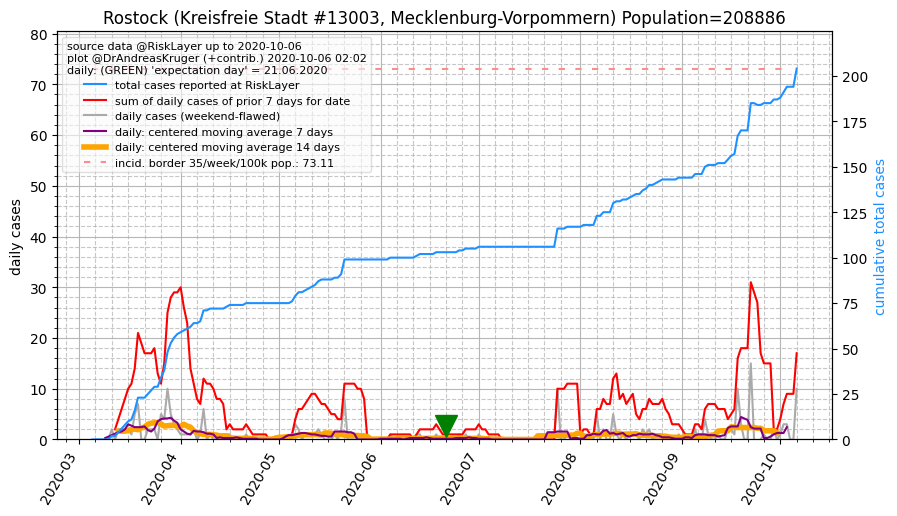 Rostock (Kreisfreie Stadt #13003, Mecklenburg-Vorpommern) Population=208886
source data @RiskLayer up to 2020-10-06
plot @DrAndreasKruger (+contrib.) 2020-10-06 02:02
daily: (GREEN) 'expectation day' = 21.06.2020
total cases reported at RiskLayer
sum of daily cases of prior 7 days for date
daily cases (weekend-flawed)
daily: centered moving average 7 days
daily: centered moving average 14 days
incid. border 35/week/100k pop.: 73.11
daily cases
80
70
60
50
40
30
20
10
0
200
175
150
125
100
75
50
25
0
cumulative total cases
2020-03
2020-04
2020-05
2020-06
2020-07
2020-08
2020-09
2020-10